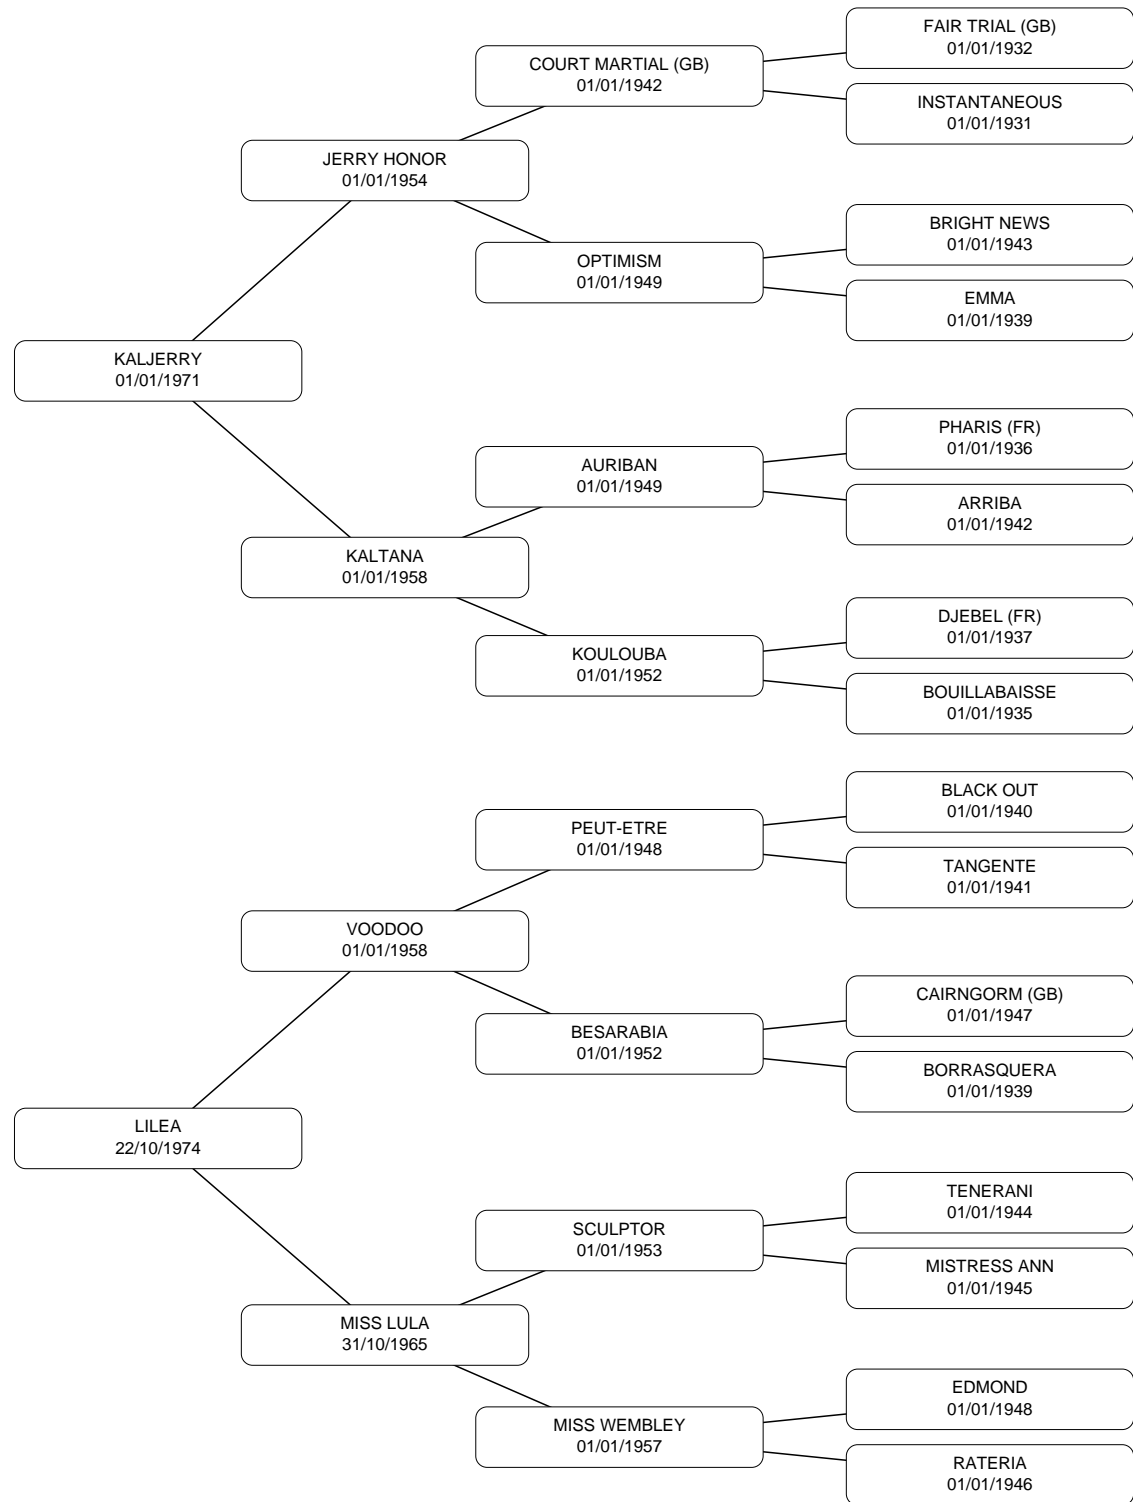 FAIR TRIAL (GB)
01/01/1932
COURT MARTIAL (GB)
01/01/1942
INSTANTANEOUS
01/01/1931
JERRY HONOR
01/01/1954
BRIGHT NEWS
01/01/1943
OPTIMISM
01/01/1949
EMMA
01/01/1939
KALJERRY
01/01/1971
PHARIS (FR)
01/01/1936
AURIBAN
01/01/1949
ARRIBA
01/01/1942
KALTANA
01/01/1958
DJEBEL (FR)
01/01/1937
KOULOUBA
01/01/1952
BOUILLABAISSE
01/01/1935
BLACK OUT
01/01/1940
PEUT-ETRE
01/01/1948
TANGENTE
01/01/1941
VOODOO
01/01/1958
CAIRNGORM (GB)
01/01/1947
BESARABIA
01/01/1952
BORRASQUERA
01/01/1939
LILEA
22/10/1974
TENERANI
01/01/1944
SCULPTOR
01/01/1953
MISTRESS ANN
01/01/1945
MISS LULA
31/10/1965
EDMOND
01/01/1948
MISS WEMBLEY
01/01/1957
RATERIA
01/01/1946